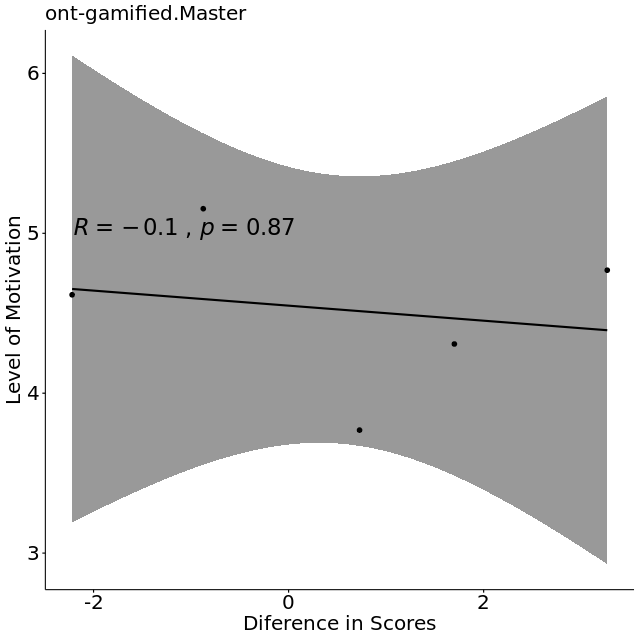 ont-gamified.Master
6
5
4
3
R = −0.1 , p = 0.87
Level of Motivation
-2 0 2
Diference in Scores